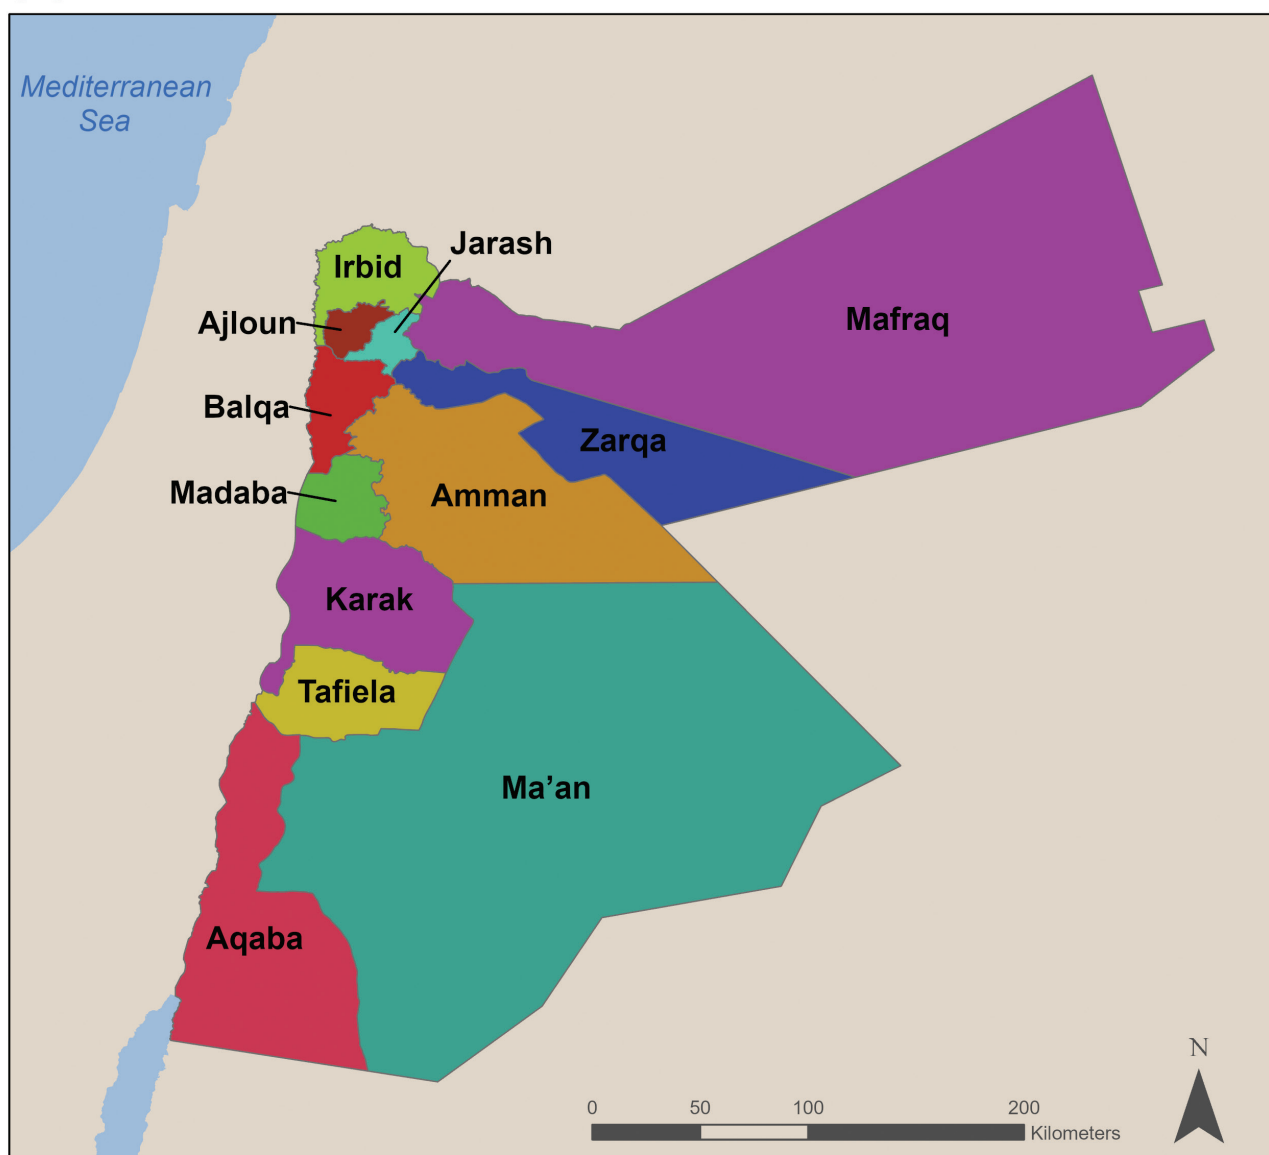 Mediterranean
Sea
Jarash
Irbid
Ajloun
Mafraq
Balqa
Zarqa
Madaba
Amman
Karak
Tafiela
Ma’an
Aqaba
N
0 50 100 200
Kilometers